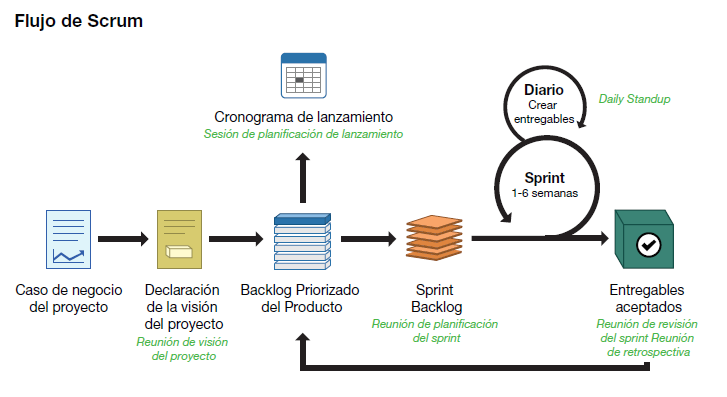 Flujo de Scrum
Diario
Crear
entregables
Daily Standup
Cronograma de lanzamiento
Sesión de planificación de lanzamiento
Sprint
1-6 semanas
Caso de negocio
del proyecto
Declaración
de la visión
del proyecto
Reunión de visión
del proyecto
Backlog Priorizado
del Producto
Sprint
Backlog
Reunión de planificación
del sprint
Entregables
aceptados
Reunión de revisión
del sprint Reunión
de retrospectiva